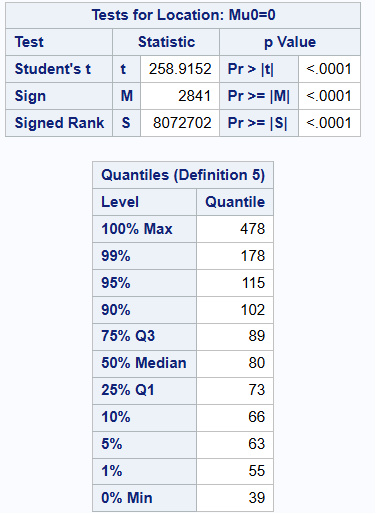 Tests for Location: Mu0=0
Test Statistic p Value
Student's t t 258.9152 Pr > |t| <.0001
Sign M 2841 Pr >= |M| <.0001
Signed Rank S 8072702 Pr >= |S| <.0001
Quantiles (Definition 5)
Level Quantile
100% Max 478
99% 178
95% 115
90% 102
75% Q3 89
50% Median 80
25% Q1 73
10% 66
5% 63
1% 55
0% Min 39